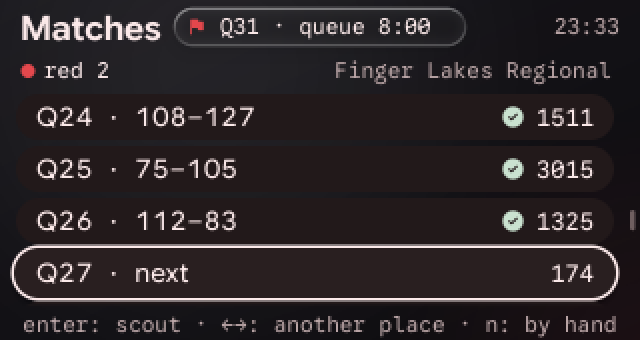 Matches Q31 · queue 8:00 23:33
red 2 Finger Lakes Regional
Q24 · 108–127 1511
Q25 · 75–105 3015
Q26 · 112–83 1325
Q27 · next 174
enter: scout · ↔: another place · n: by hand